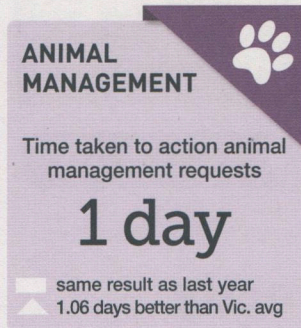 ANIMAL
MANAGEMENT
Time taken to action animal
management requests
1 day
same result as last year
1.06 days better than Vic. avg